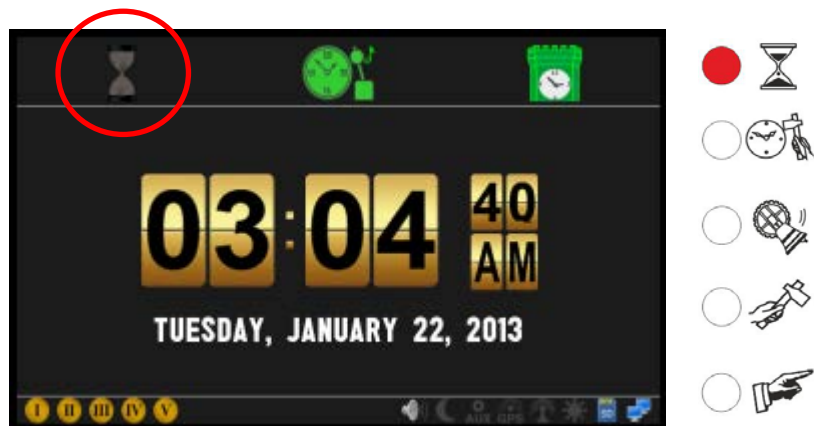 03:04 40 AM
TUESDAY, JANUARY 22, 2013
I II III IV V AUX GPS SD